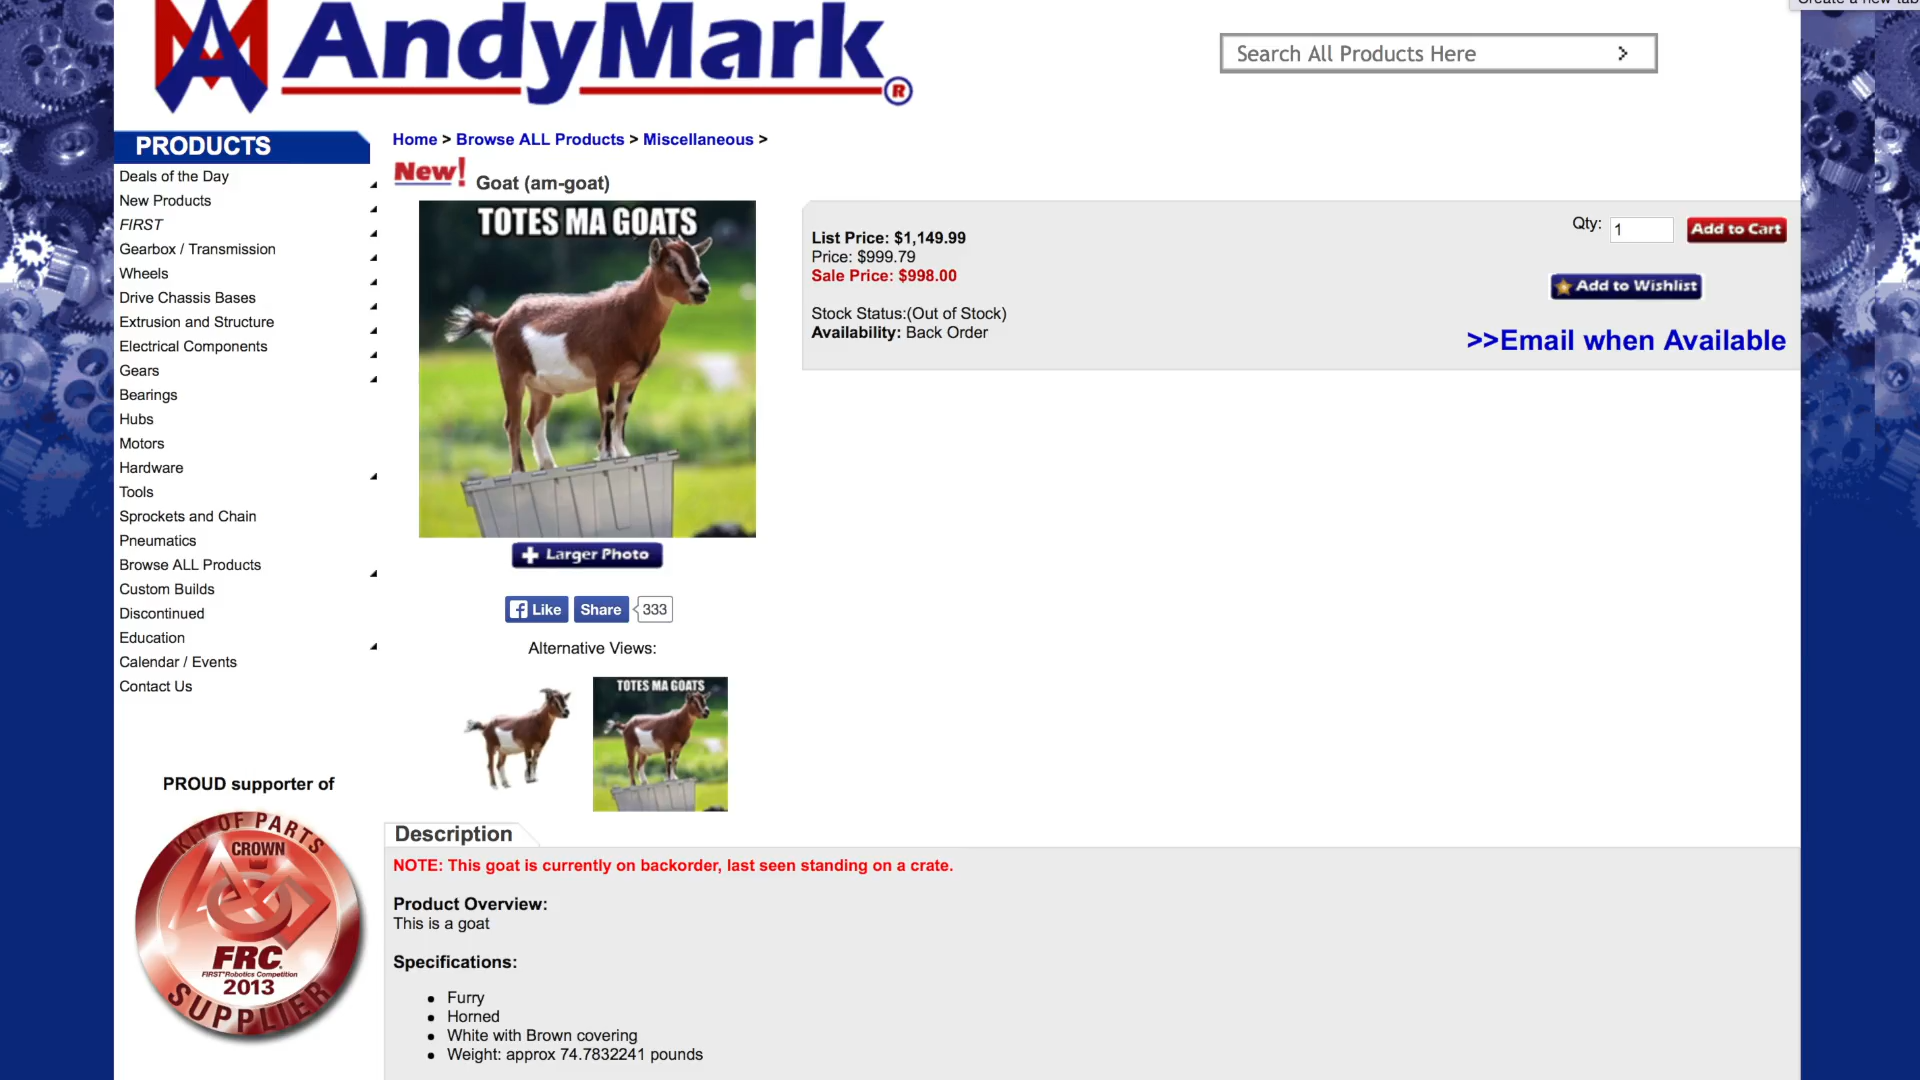 AndyMark®
Search All Products Here
PRODUCTS
Deals of the Day
New Products
FIRST
Gearbox / Transmission
Wheels
Drive Chassis Bases
Extrusion and Structure
Electrical Components
Gears
Bearings
Hubs
Motors
Hardware
Tools
Sprockets and Chain
Pneumatics
Browse ALL Products
Custom Builds
Discontinued
Education
Calendar / Events
Contact Us
PROUD supporter of
KIT OF PARTS
CROWN
FRC
FIRST Robotics Competition
2013
SUPPLIER
Home > Browse ALL Products > Miscellaneous >
New! Goat (am-goat)
TOTES MA GOATS
Larger Photo
Like Share 333
Alternative Views:
TOTES MA GOATS
List Price: $1,149.99
Price: $999.79
Sale Price: $998.00
Stock Status:(Out of Stock)
Availability: Back Order
Qty: 1 Add to Cart
Add to Wishlist
>>Email when Available
Description
NOTE: This goat is currently on backorder, last seen standing on a crate.
Product Overview:
This is a goat
Specifications:
• Furry
• Horned
• White with Brown covering
• Weight: approx 74.7832241 pounds